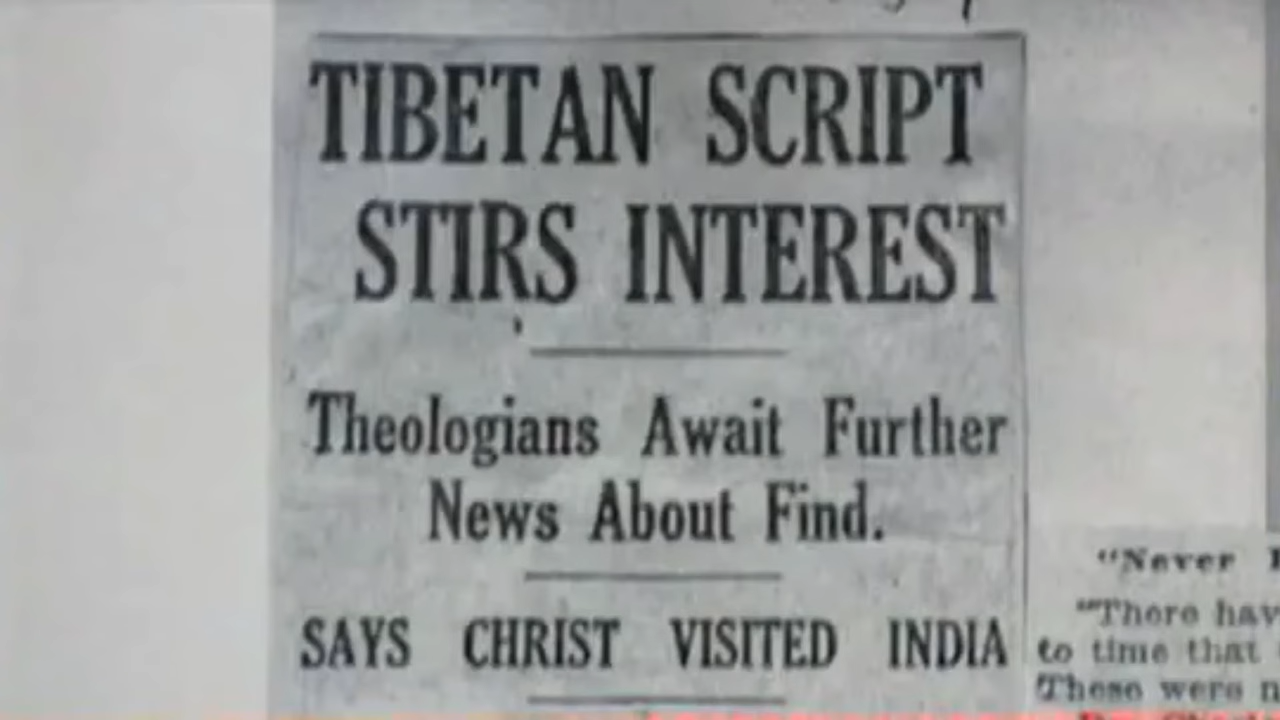 TIBETAN SCRIPT
STIRS INTEREST
Theologians Await Further
News About Find.
SAYS CHRIST VISITED INDIA
"Never
"There
to time that
These were